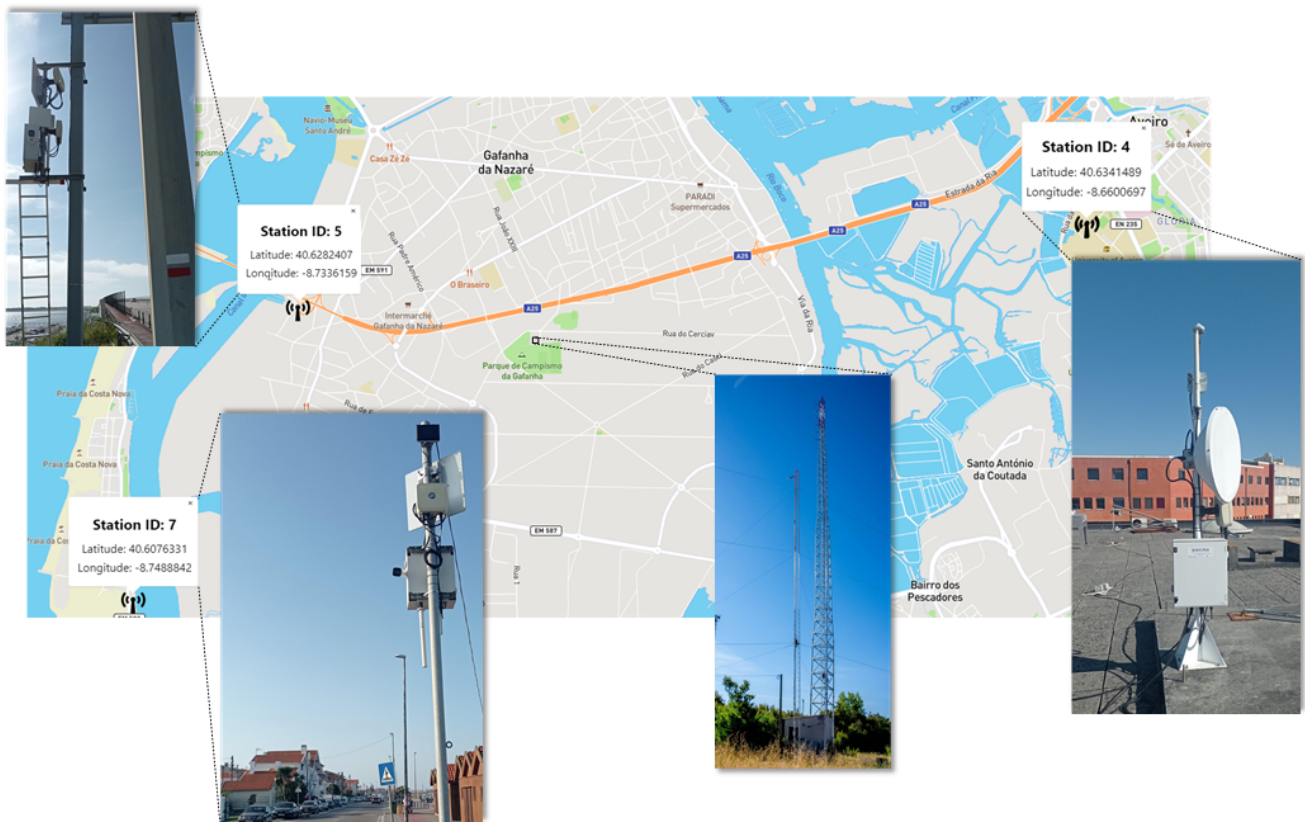 Navio-Museu
Santo André
Casa Zé Zé
Gafanha
da Nazaré
PARADI
Supermercados
Rio Boco
Estrada da Ria
A25
A25
A25
A25
Aveiro
Sé de Aveiro
×
Station ID: 4
Latitude: 40.6341489
Longitude: -8.6600697
EN 235
GLÓRIA
×
Station ID: 5
Latitude: 40.6282407
Longitude: -8.7336159
EM 591
Rua Padre Américo
Rua João XXIII
O Braseiro
Intermarché
Gafanha da Nazaré
Via da Ria
Rua do Cerciav
Parque de Campismo
da Gafanha
Praia da Costa Nova
Praia da Costa Nova
Santo António
da Coutada
×
Station ID: 7
Latitude: 40.6076331
Longitude: -8.7488842
EM 587
Rua 1
Bairro dos
Pescadores